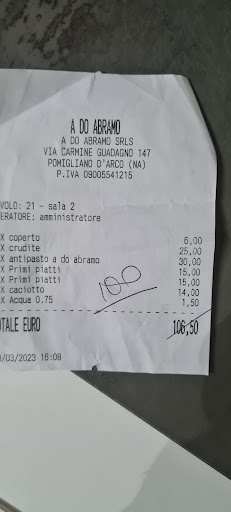 A DO ABRAMO
A DO ABRAMO SRLS
VIA CARMINE GUADAGNO 147
POMIGLIANO D'ARCO (NA)
P.IVA 09005541215
VOLO: 21 - sala 2
ERATORE: amministratore
X coperto 6,00
X crudite 25,00
X antipasto a do abramo 30,00
X Primi piatti 15,00
X Primi piatti 15,00
X caciotto 14,00
X Acqua 0.75 1,50
100
OTALE EURO 106,50
/03/2023 16:08